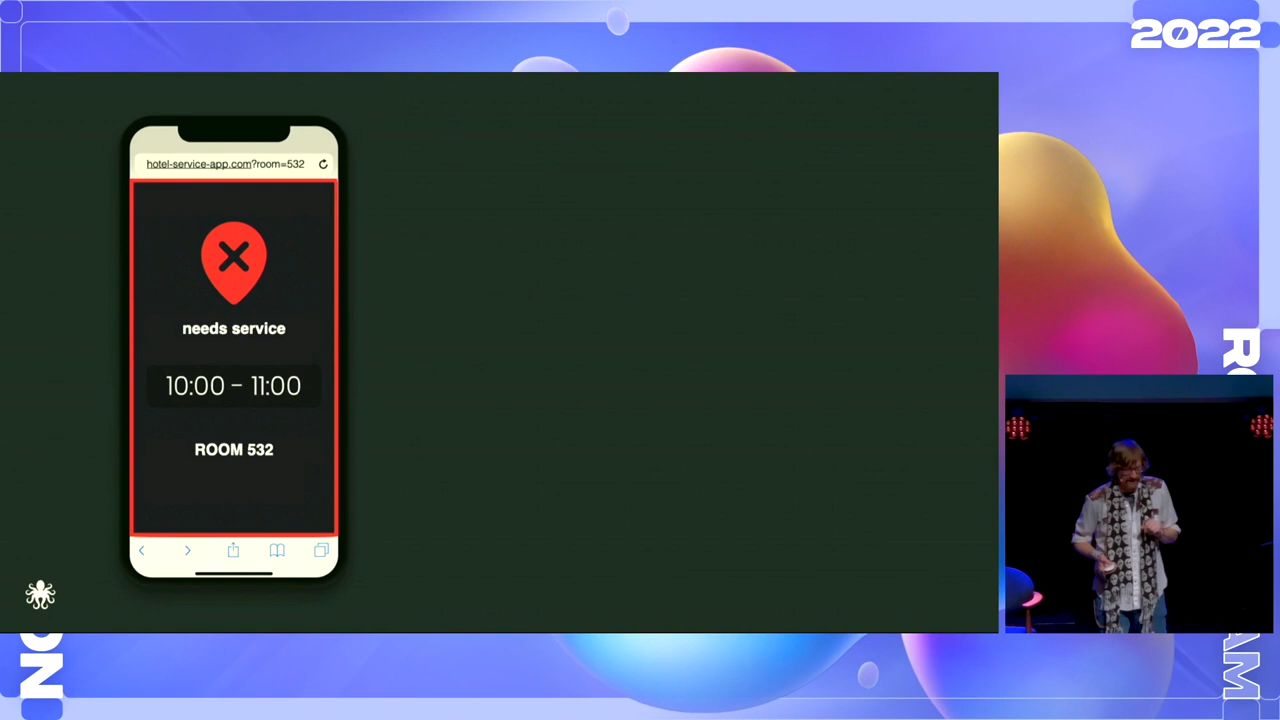 2022
hotel-service-app.com?room=532
needs service
10:00 - 11:00
ROOM 532